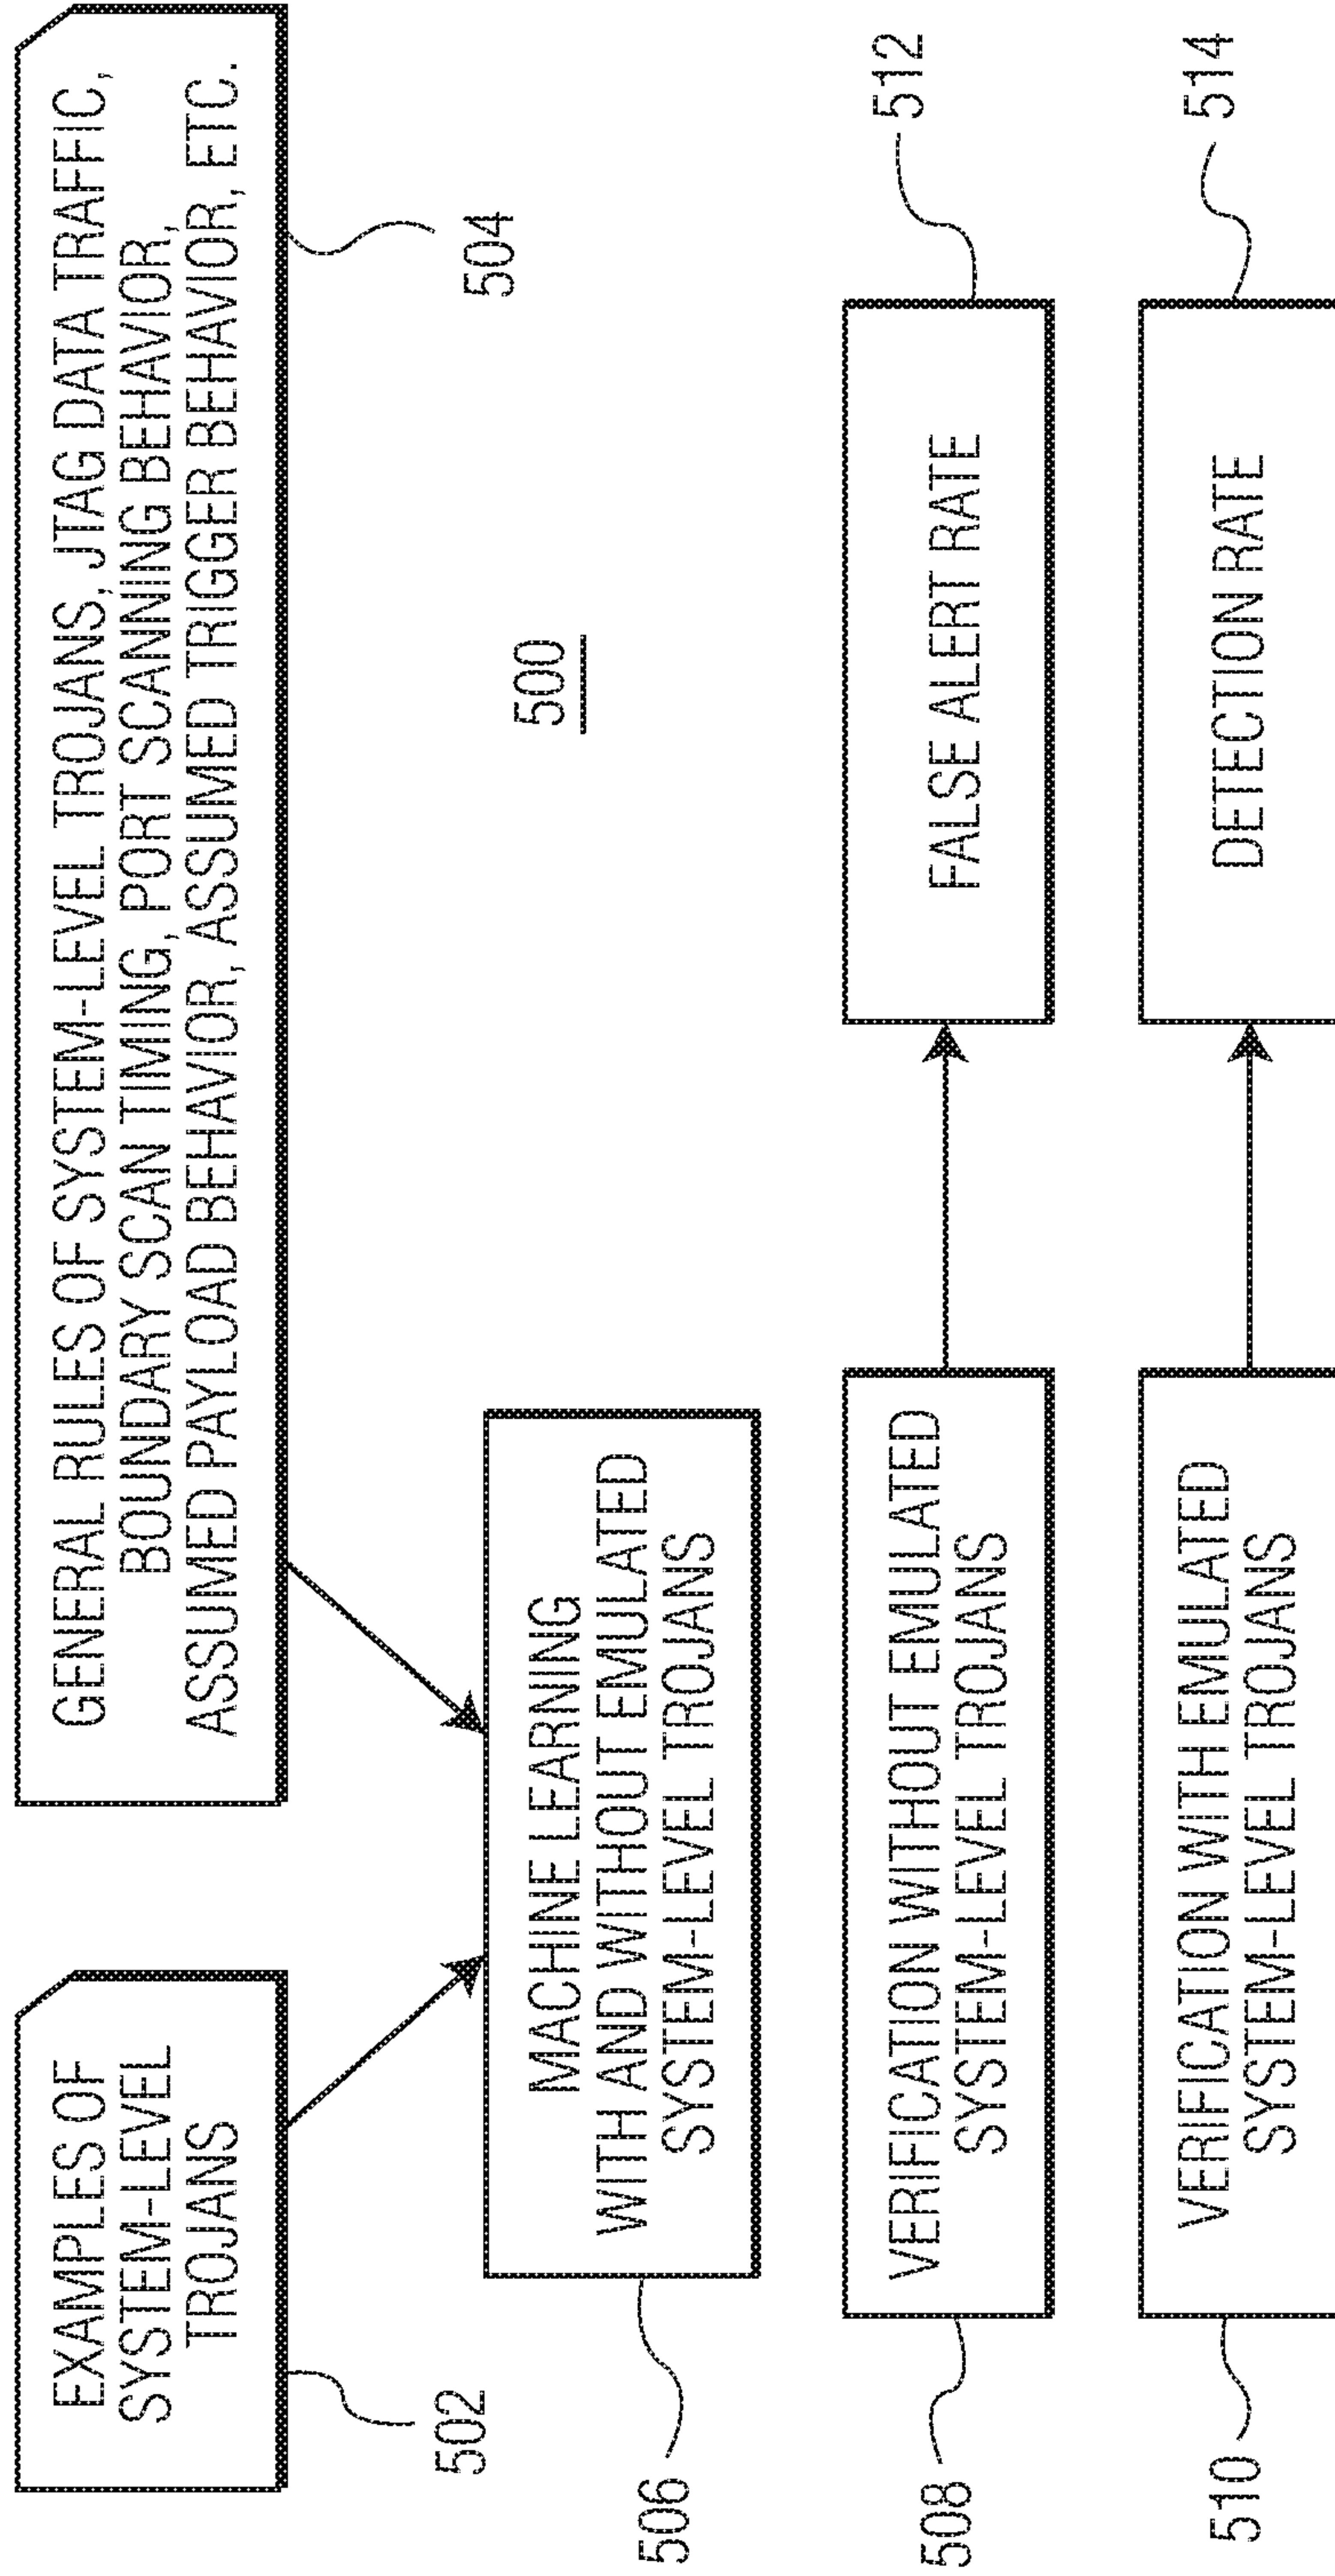 EXAMPLES OF
SYSTEM-LEVEL
TROJANS
502
GENERAL RULES OF SYSTEM-LEVEL TROJANS, JTAG DATA TRAFFIC,
BOUNDARY SCAN TIMING, PORT SCANNING BEHAVIOR,
ASSUMED PAYLOAD BEHAVIOR, ASSUMED TRIGGER BEHAVIOR, ETC.
504
500
MACHINE LEARNING
WITH AND WITHOUT EMULATED
SYSTEM-LEVEL TROJANS
506
VERIFICATION WITHOUT EMULATED
SYSTEM-LEVEL TROJANS
508
FALSE ALERT RATE
512
VERIFICATION WITH EMULATED
SYSTEM-LEVEL TROJANS
510
DETECTION RATE
514